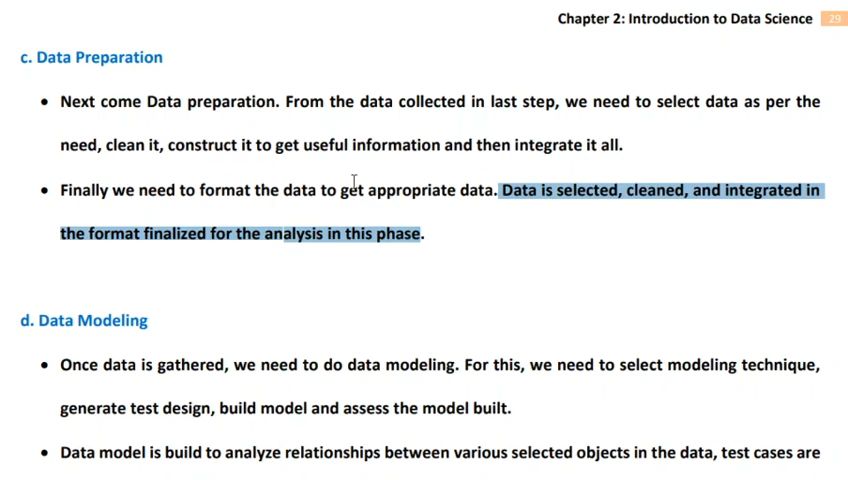 Chapter 2: Introduction to Data Science 29
c. Data Preparation
• Next come Data preparation. From the data collected in last step, we need to select data as per the
need, clean it, construct it to get useful information and then integrate it all.
• Finally we need to format the data to get appropriate data. Data is selected, cleaned, and integrated in
the format finalized for the analysis in this phase.
d. Data Modeling
• Once data is gathered, we need to do data modeling. For this, we need to select modeling technique,
generate test design, build model and assess the model built.
• Data model is build to analyze relationships between various selected objects in the data, test cases are